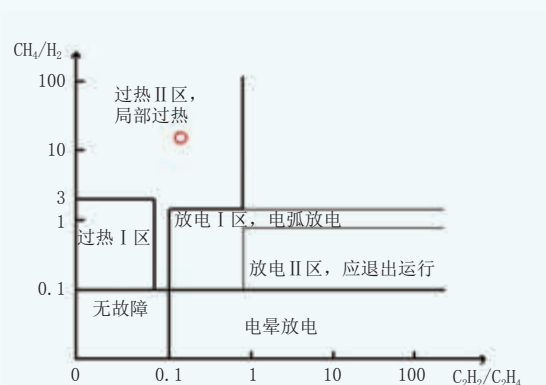 CH₄/H₂
100
过热Ⅱ区，
局部过热
10
3
1
放电Ⅰ区，电弧放电
过热Ⅰ区
放电Ⅱ区，应退出运行
0.1
无故障
电晕放电
0
0.1
1
10
100
C₂H₂/C₂H₄